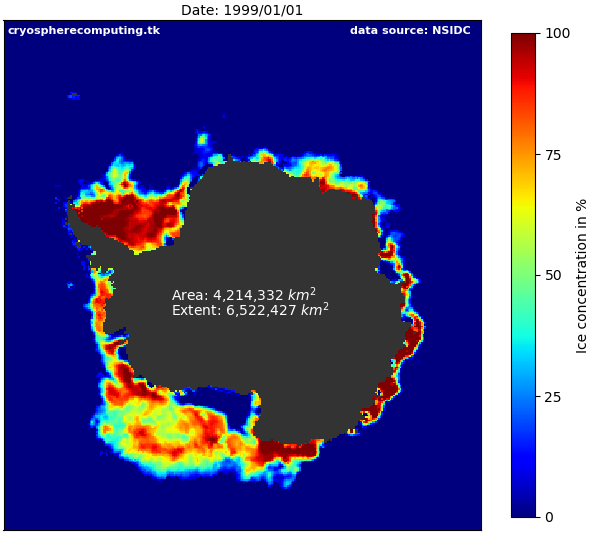 Date: 1999/01/01
cryospherecomputing.tk
data source: NSIDC
Area: 4,214,332 km²
Extent: 6,522,427 km²
100
75
50
25
0
Ice concentration in %